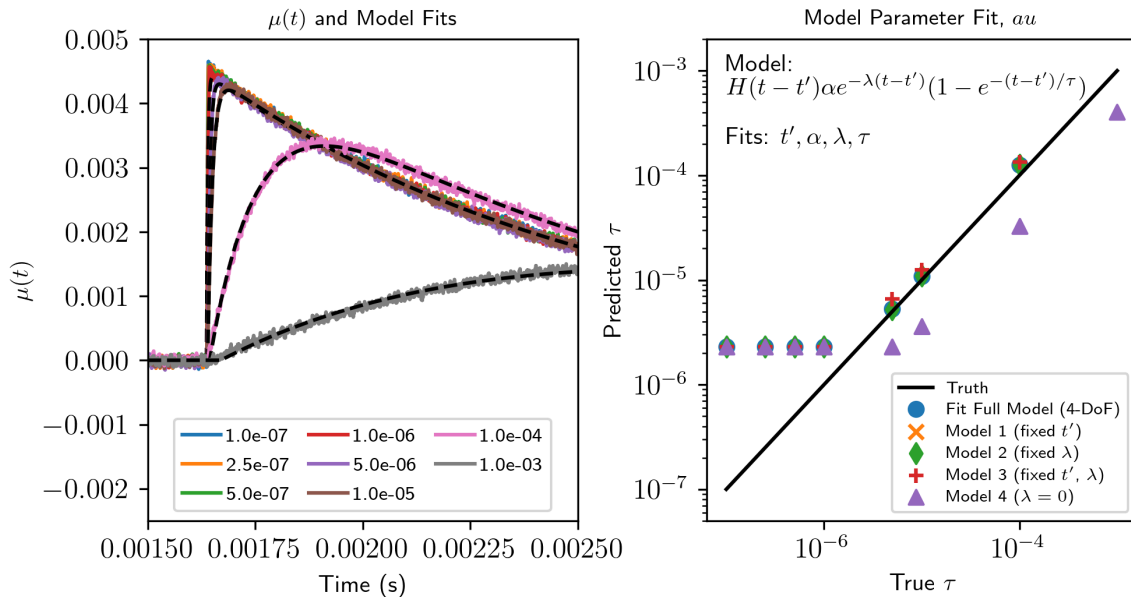 μ(t) and Model Fits
0.005
0.004
0.003
0.002
0.001
0.000
−0.001
−0.002
μ(t)
1.0e-07
2.5e-07
5.0e-07
1.0e-06
5.0e-06
1.0e-05
1.0e-04
1.0e-03
0.00150 0.00175 0.00200 0.00225 0.00250
Time (s)
Model Parameter Fit, au
Model:
H(t − t′)αe^{−λ(t−t′)}(1 − e^{−(t−t′)/τ})
Fits: t′, α, λ, τ
10⁻³
10⁻⁴
10⁻⁵
10⁻⁶
10⁻⁷
Predicted τ
Truth
Fit Full Model (4-DoF)
Model 1 (fixed t′)
Model 2 (fixed λ)
Model 3 (fixed t′, λ)
Model 4 (λ = 0)
10⁻⁶ 10⁻⁴
True τ